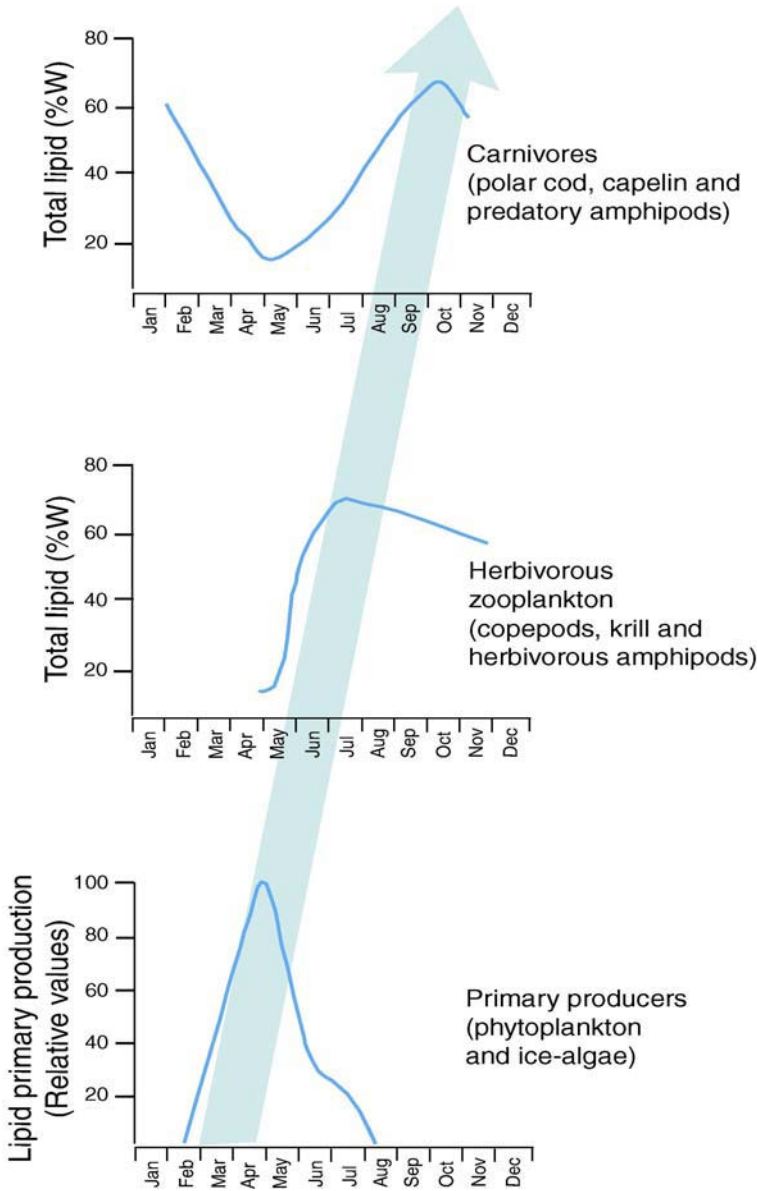 Total lipid (%W)
80
60
40
20
Jan Feb Mar Apr May Jun Jul Aug Sep Oct Nov Dec
Carnivores
(polar cod, capelin and
predatory amphipods)
Total lipid (%W)
80
60
40
20
Jan Feb Mar Apr May Jun Jul Aug Sep Oct Nov Dec
Herbivorous
zooplankton
(copepods, krill and
herbivorous amphipods)
Lipid primary production
(Relative values)
100
80
60
40
20
Jan Feb Mar Apr May Jun Jul Aug Sep Oct Nov Dec
Primary producers
(phytoplankton
and ice-algae)